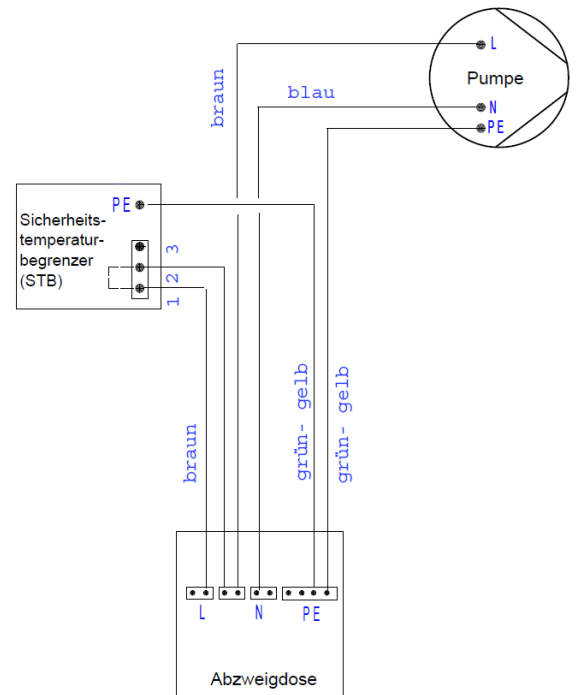 L
Pumpe
braun
blau
N
PE
PE
Sicherheits-
temperatur-
begrenzer
(STB)
3
2
1
braun
grün- gelb
grün- gelb
L
N
PE
Abzweigdose